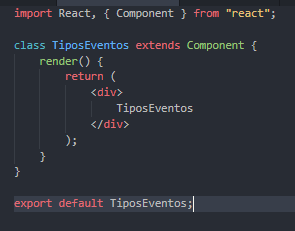 import React, { Component } from "react";
class TiposEventos extends Component {
render() {
return (
<div>
TiposEventos
</div>
);
}
}
export default TiposEventos;